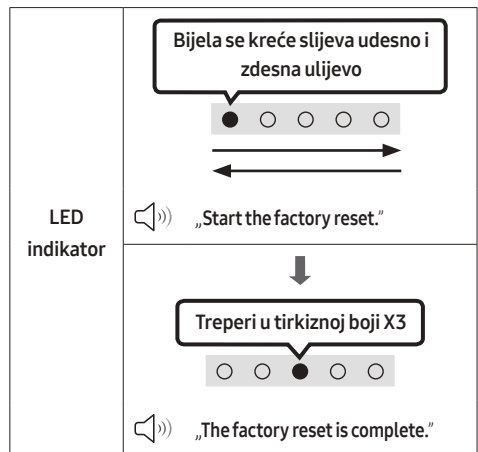 Bijela se kreće slijeva udesno i
zdesna ulijevo
LED
indikator
„Start the factory reset.”
Treperi u tirkiznoj boji X3
„The factory reset is complete.”